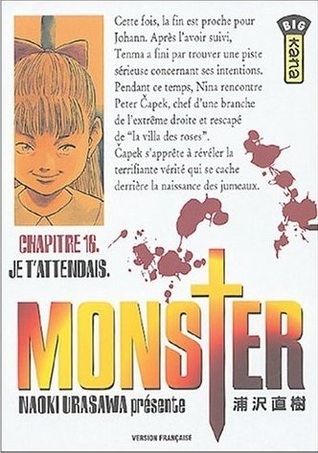 BIG
kana
Cette fois, la fin est proche pour
Johann. Après l'avoir suivi,
Tenma a fini par trouver une piste
sérieuse concernant ses intentions.
Pendant ce temps, Nina rencontre
Peter Čapek, chef d'une branche
de l'extrême droite et rescapé
de "la villa des roses".
Čapek s'apprête à révéler la
terrifiante vérité qui se cache
derrière la naissance des jumeaux.
CHAPITRE 16.
JE T'ATTENDAIS.
MONSTER
NAOKI URASAWA présente
浦沢直樹
VERSION FRANÇAISE